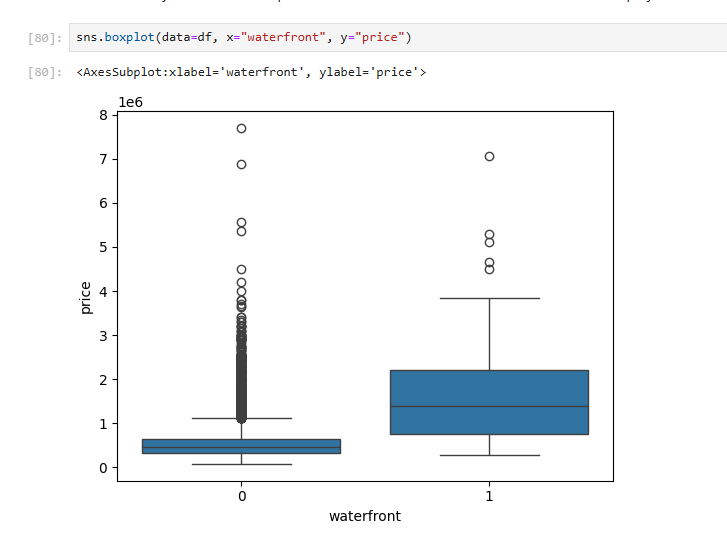 [80]: sns.boxplot(data=df, x="waterfront", y="price")
[80]: <AxesSubplot:xlabel='waterfront', ylabel='price'>
1e6
8
7
6
5
4
3
2
1
0
price
0 1
waterfront